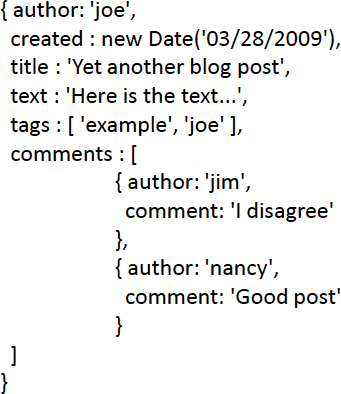 { author: 'joe',
created : new Date('03/28/2009'),
title : 'Yet another blog post',
text : 'Here is the text...',
tags : [ 'example', 'joe' ],
comments : [
{ author: 'jim',
comment: 'I disagree'
},
{ author: 'nancy',
comment: 'Good post'
}
]
}